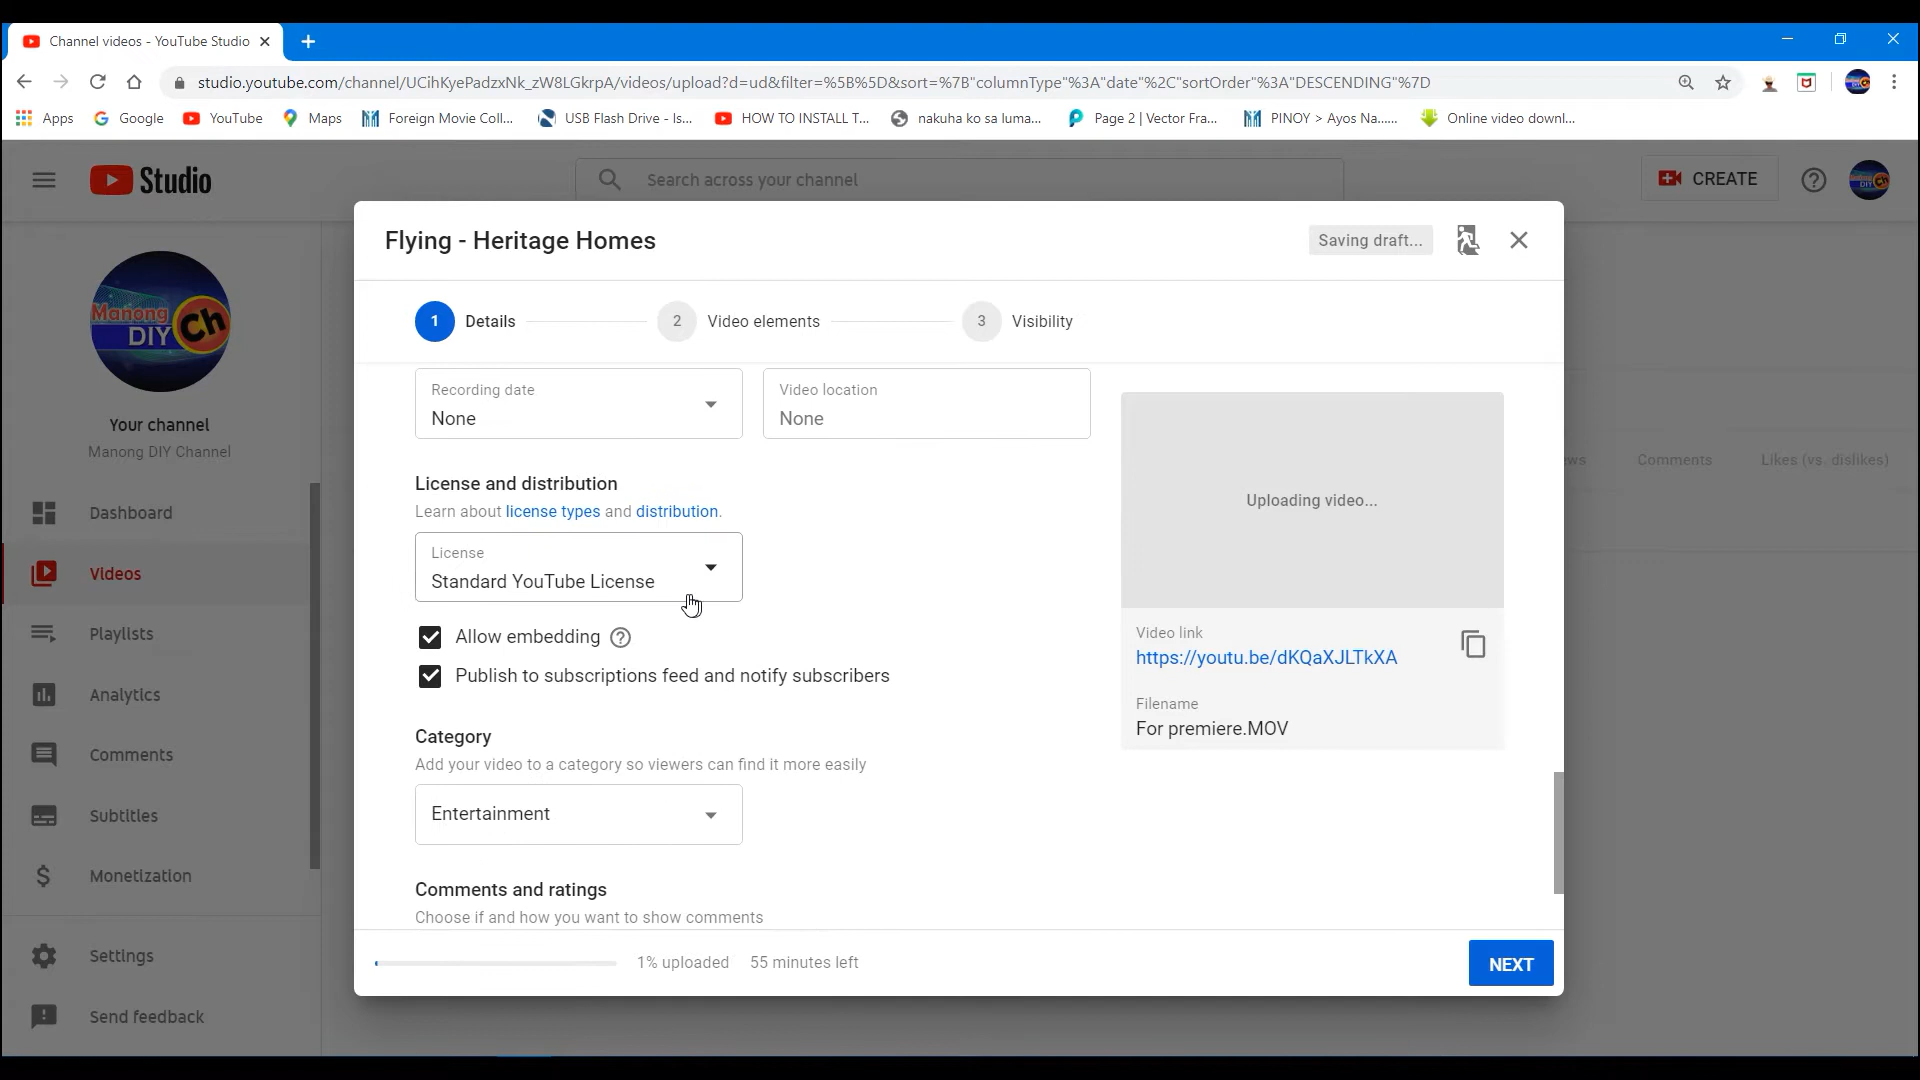 Channel videos - YouTube Studio
studio.youtube.com/channel/UCihKyePadzxNk_zW8LGkrpA/videos/upload?d=ud&filter=%5B%5D&sort=%7B"columnType"%3A"date"%2C"sortOrder"%3A"DESCENDING"%7D
Apps Google YouTube Maps Foreign Movie Coll... USB Flash Drive - Is... HOW TO INSTALL T... nakuha ko sa luma... Page 2 | Vector Fra... PINOY > Ayos Na...... Online video downl...
Studio
Search across your channel
CREATE
Flying - Heritage Homes
Saving draft...
1 Details
2 Video elements
3 Visibility
Manong
DIY Ch
Your channel
Manong DIY Channel
Dashboard
Videos
Playlists
Analytics
Comments
Subtitles
Monetization
Settings
Send feedback
Recording date
None
Video location
None
License and distribution
Learn about license types and distribution.
License
Standard YouTube License
Allow embedding
Publish to subscriptions feed and notify subscribers
Category
Add your video to a category so viewers can find it more easily
Entertainment
Comments and ratings
Choose if and how you want to show comments
Uploading video...
Video link
https://youtu.be/dKQaXJLTkXA
Filename
For premiere.MOV
ws Comments Likes (vs. dislikes)
1% uploaded 55 minutes left
NEXT